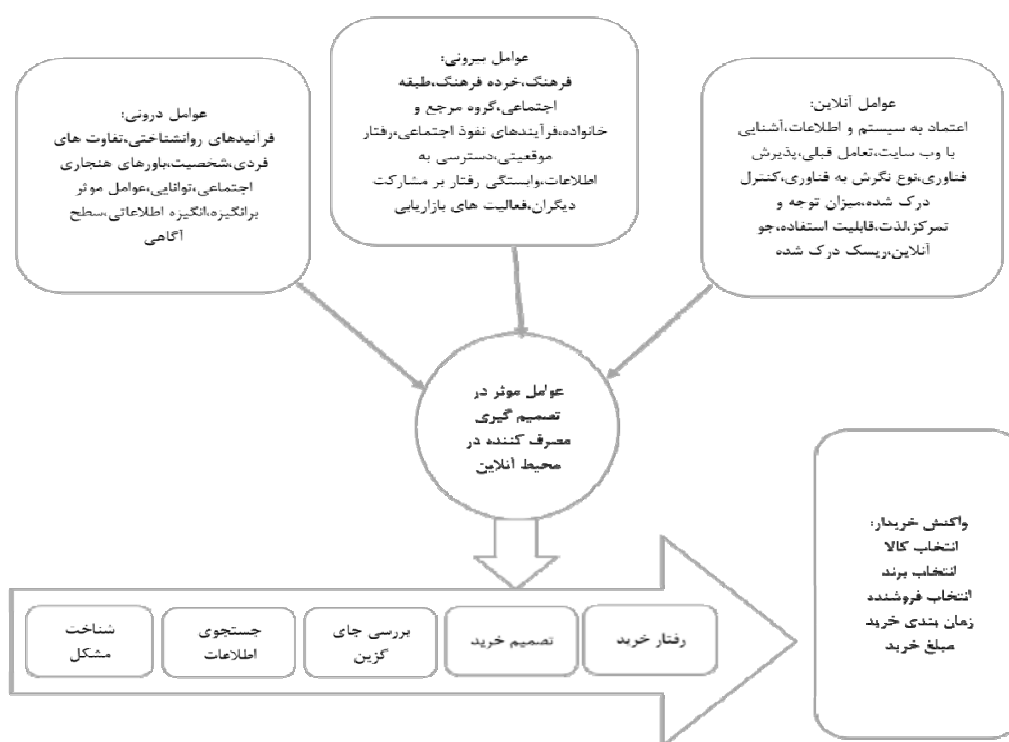 عوامل بیرونی:
فرهنگ،خرده فرهنگ،طبقه
اجتماعی،گروه مرجع و
خانواده،فرآیندهای نفوذ اجتماعی،رفتار
موقعیتی،دسترسی به
اطلاعات،وابستگی رفتار بر مشارکت
دیگران،فعالیت های بازاریابی
عوامل آنلاین:
اعتماد به سیستم و اطلاعات،آشنایی
با وب سایت،تعامل قبلی،پذیرش
فناوری،نوع نگرش به فناوری،کنترل
درک شده،میزان توجه و
تمرکز،لذت،قابلیت استفاده،جو
آنلاین،ریسک درک شده
عوامل درونی:
فرآنیدهای روانشناختی،تفاوت های
فردی،شخصیت،باورهای هنجاری
اجتماعی،توانایی،عوامل موثر
برانگیزه،انگیزه اطلاعاتی،سطح
آگاهی
عوامل موثر در
تصمیم گیری
مصرف کننده در
محیط آنلاین
واکنش خریدار:
انتخاب کالا
انتخاب برند
انتخاب فروشنده
زمان بندی خرید
مبلغ خرید
رفتار خرید
تصمیم خرید
بررسی جای
گزین
جستجوی
اطلاعات
شناخت
مشکل